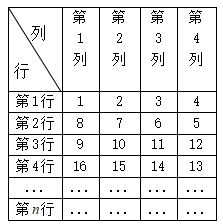 列
行
第1列 第2列 第3列 第4列
第1行 1 2 3 4
第2行 8 7 6 5
第3行 9 10 11 12
第4行 16 15 14 13
… … … … …
第n行 … … … …